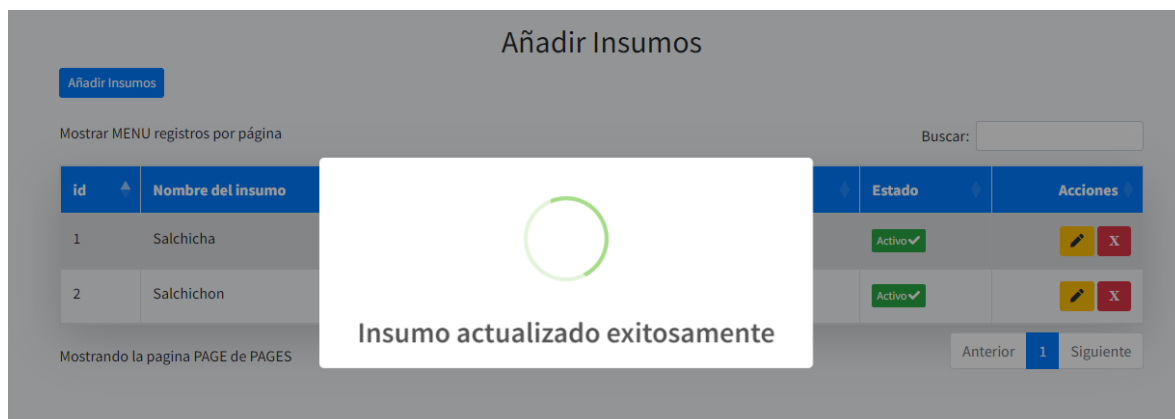 Añadir Insumos
Añadir Insumos
Mostrar MENU registros por página
Buscar:
id Nombre del insumo Estado Acciones
1 Salchicha Activo X
2 Salchichon Activo X
Insumo actualizado exitosamente
Mostrando la pagina PAGE de PAGES
Anterior 1 Siguiente